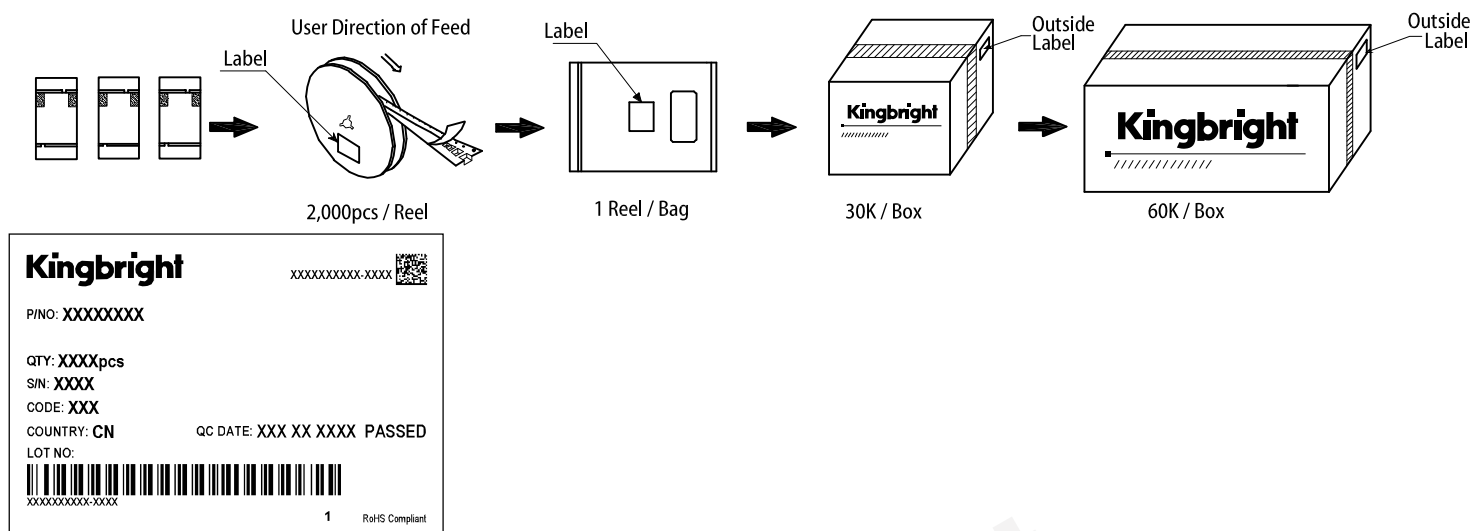 User Direction of Feed
Label
2,000pcs / Reel
Label
1 Reel / Bag
Outside
Label
Kingbright
30K / Box
Outside
Label
Kingbright
60K / Box
Kingbright
XXXXXXXXXX-XXXX
P/NO: XXXXXXXX
QTY: XXXXpcs
S/N: XXXX
CODE: XXX
COUNTRY: CN
QC DATE: XXX XX XXXX PASSED
LOT NO:
XXXXXXXXXX-XXXX
1
RoHS Compliant